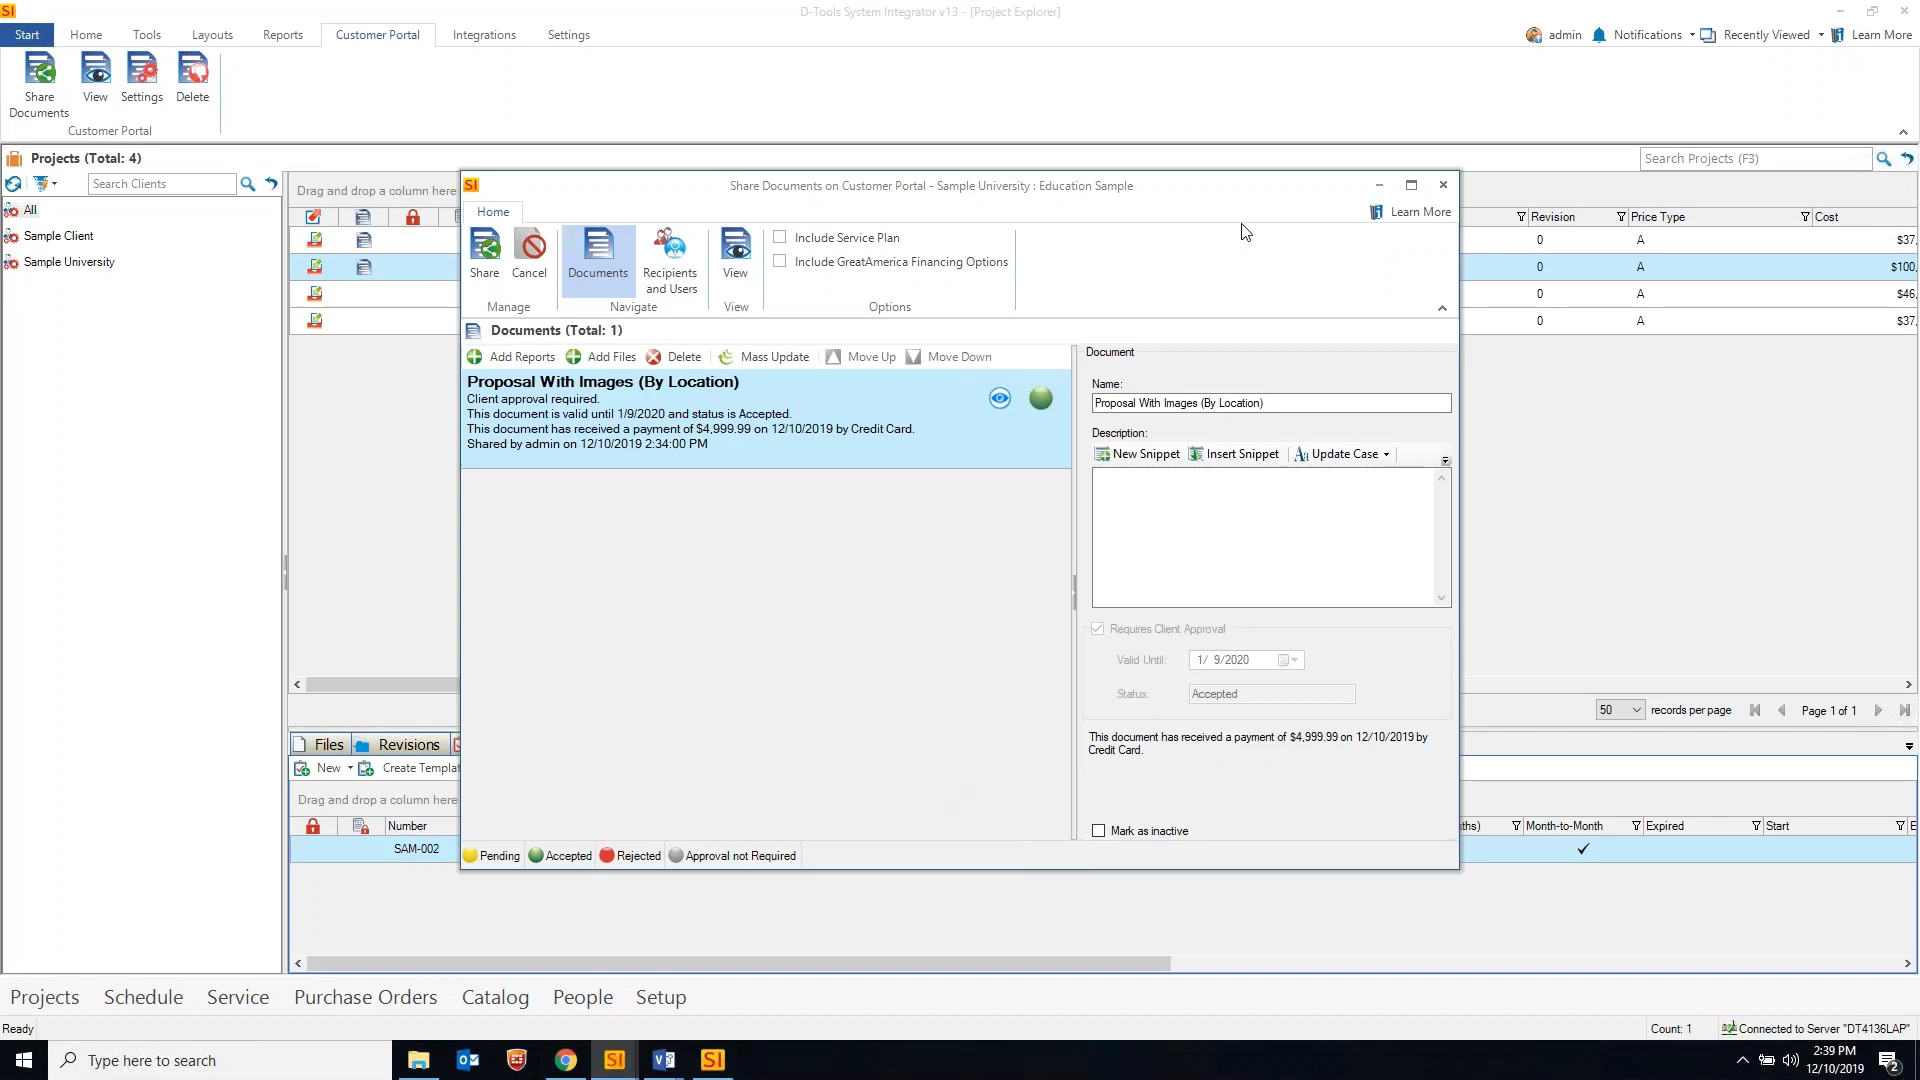 SI
D-Tools System Integrator v13 - [Project Explorer]
Start Home Tools Layouts Reports Customer Portal Integrations Settings
admin Notifications Recently Viewed Learn More
Share Documents
View
Settings
Delete
Customer Portal
Projects (Total: 4)
Search Projects (F3)
Search Clients
All
Sample Client
Sample University
Drag and drop a column here
Revision Price Type Cost
0 A $37,
0 A $100,
0 A $46,
0 A $37,
SI
Share Documents on Customer Portal - Sample University : Education Sample
Home
Learn More
Share Cancel
Manage
Documents
Recipients
and Users
Navigate
View
View
Include Service Plan
Include GreatAmerica Financing Options
Options
Documents (Total: 1)
Add Reports Add Files Delete Mass Update Move Up Move Down
Proposal With Images (By Location)
Client approval required.
This document is valid until 1/9/2020 and status is Accepted.
This document has received a payment of $4,999.99 on 12/10/2019 by Credit Card.
Shared by admin on 12/10/2019 2:34:00 PM
Document
Name:
Proposal With Images (By Location)
Description:
New Snippet Insert Snippet Aa Update Case
Requires Client Approval
Valid Until: 1/ 9/2020
Status: Accepted
This document has received a payment of $4,999.99 on 12/10/2019 by
Credit Card.
Mark as inactive
Pending Accepted Rejected Approval not Required
50 records per page Page 1 of 1
Files Revisions
New Create Templat
Drag and drop a column here
Number
ths) Month-to-Month Expired Start E
SAM-002
Projects Schedule Service Purchase Orders Catalog People Setup
Ready
Count: 1 Connected to Server "DT4136LAP"
Type here to search
SI
SI
2:39 PM
12/10/2019
2